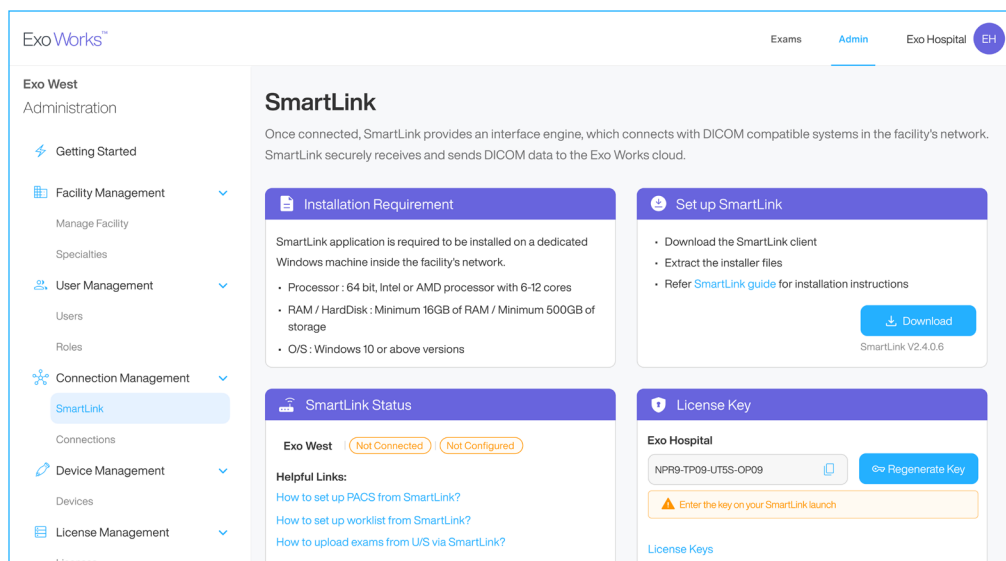 Exo Works™
Exams
Admin
Exo Hospital
EH
Exo West
Administration
Getting Started
Facility Management
Manage Facility
Specialties
User Management
Users
Roles
Connection Management
SmartLink
Connections
Device Management
Devices
License Management
SmartLink
Once connected, SmartLink provides an interface engine, which connects with DICOM compatible systems in the facility's network.
SmartLink securely receives and sends DICOM data to the Exo Works cloud.
Installation Requirement
SmartLink application is required to be installed on a dedicated
Windows machine inside the facility's network.
• Processor : 64 bit, Intel or AMD processor with 6-12 cores
• RAM / HardDisk : Minimum 16GB of RAM / Minimum 500GB of
storage
• O/S : Windows 10 or above versions
Set up SmartLink
• Download the SmartLink client
• Extract the installer files
• Refer SmartLink guide for installation instructions
Download
SmartLink V2.4.0.6
SmartLink Status
Exo West
Not Connected
Not Configured
Helpful Links:
How to set up PACS from SmartLink?
How to set up worklist from SmartLink?
How to upload exams from U/S via SmartLink?
License Key
Exo Hospital
NPR9-TP09-UT5S-OP09
Regenerate Key
Enter the key on your SmartLink launch
License Keys